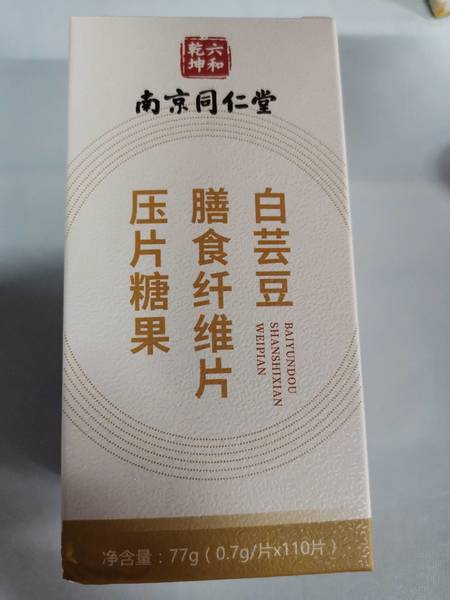 六和乾坤
南京同仁堂
白芸豆
BAIYUNDOU
SHANSHIXIAN
WEIPIAN
膳食纤维片
压片糖果
净含量：77g（0.7g/片x110片）